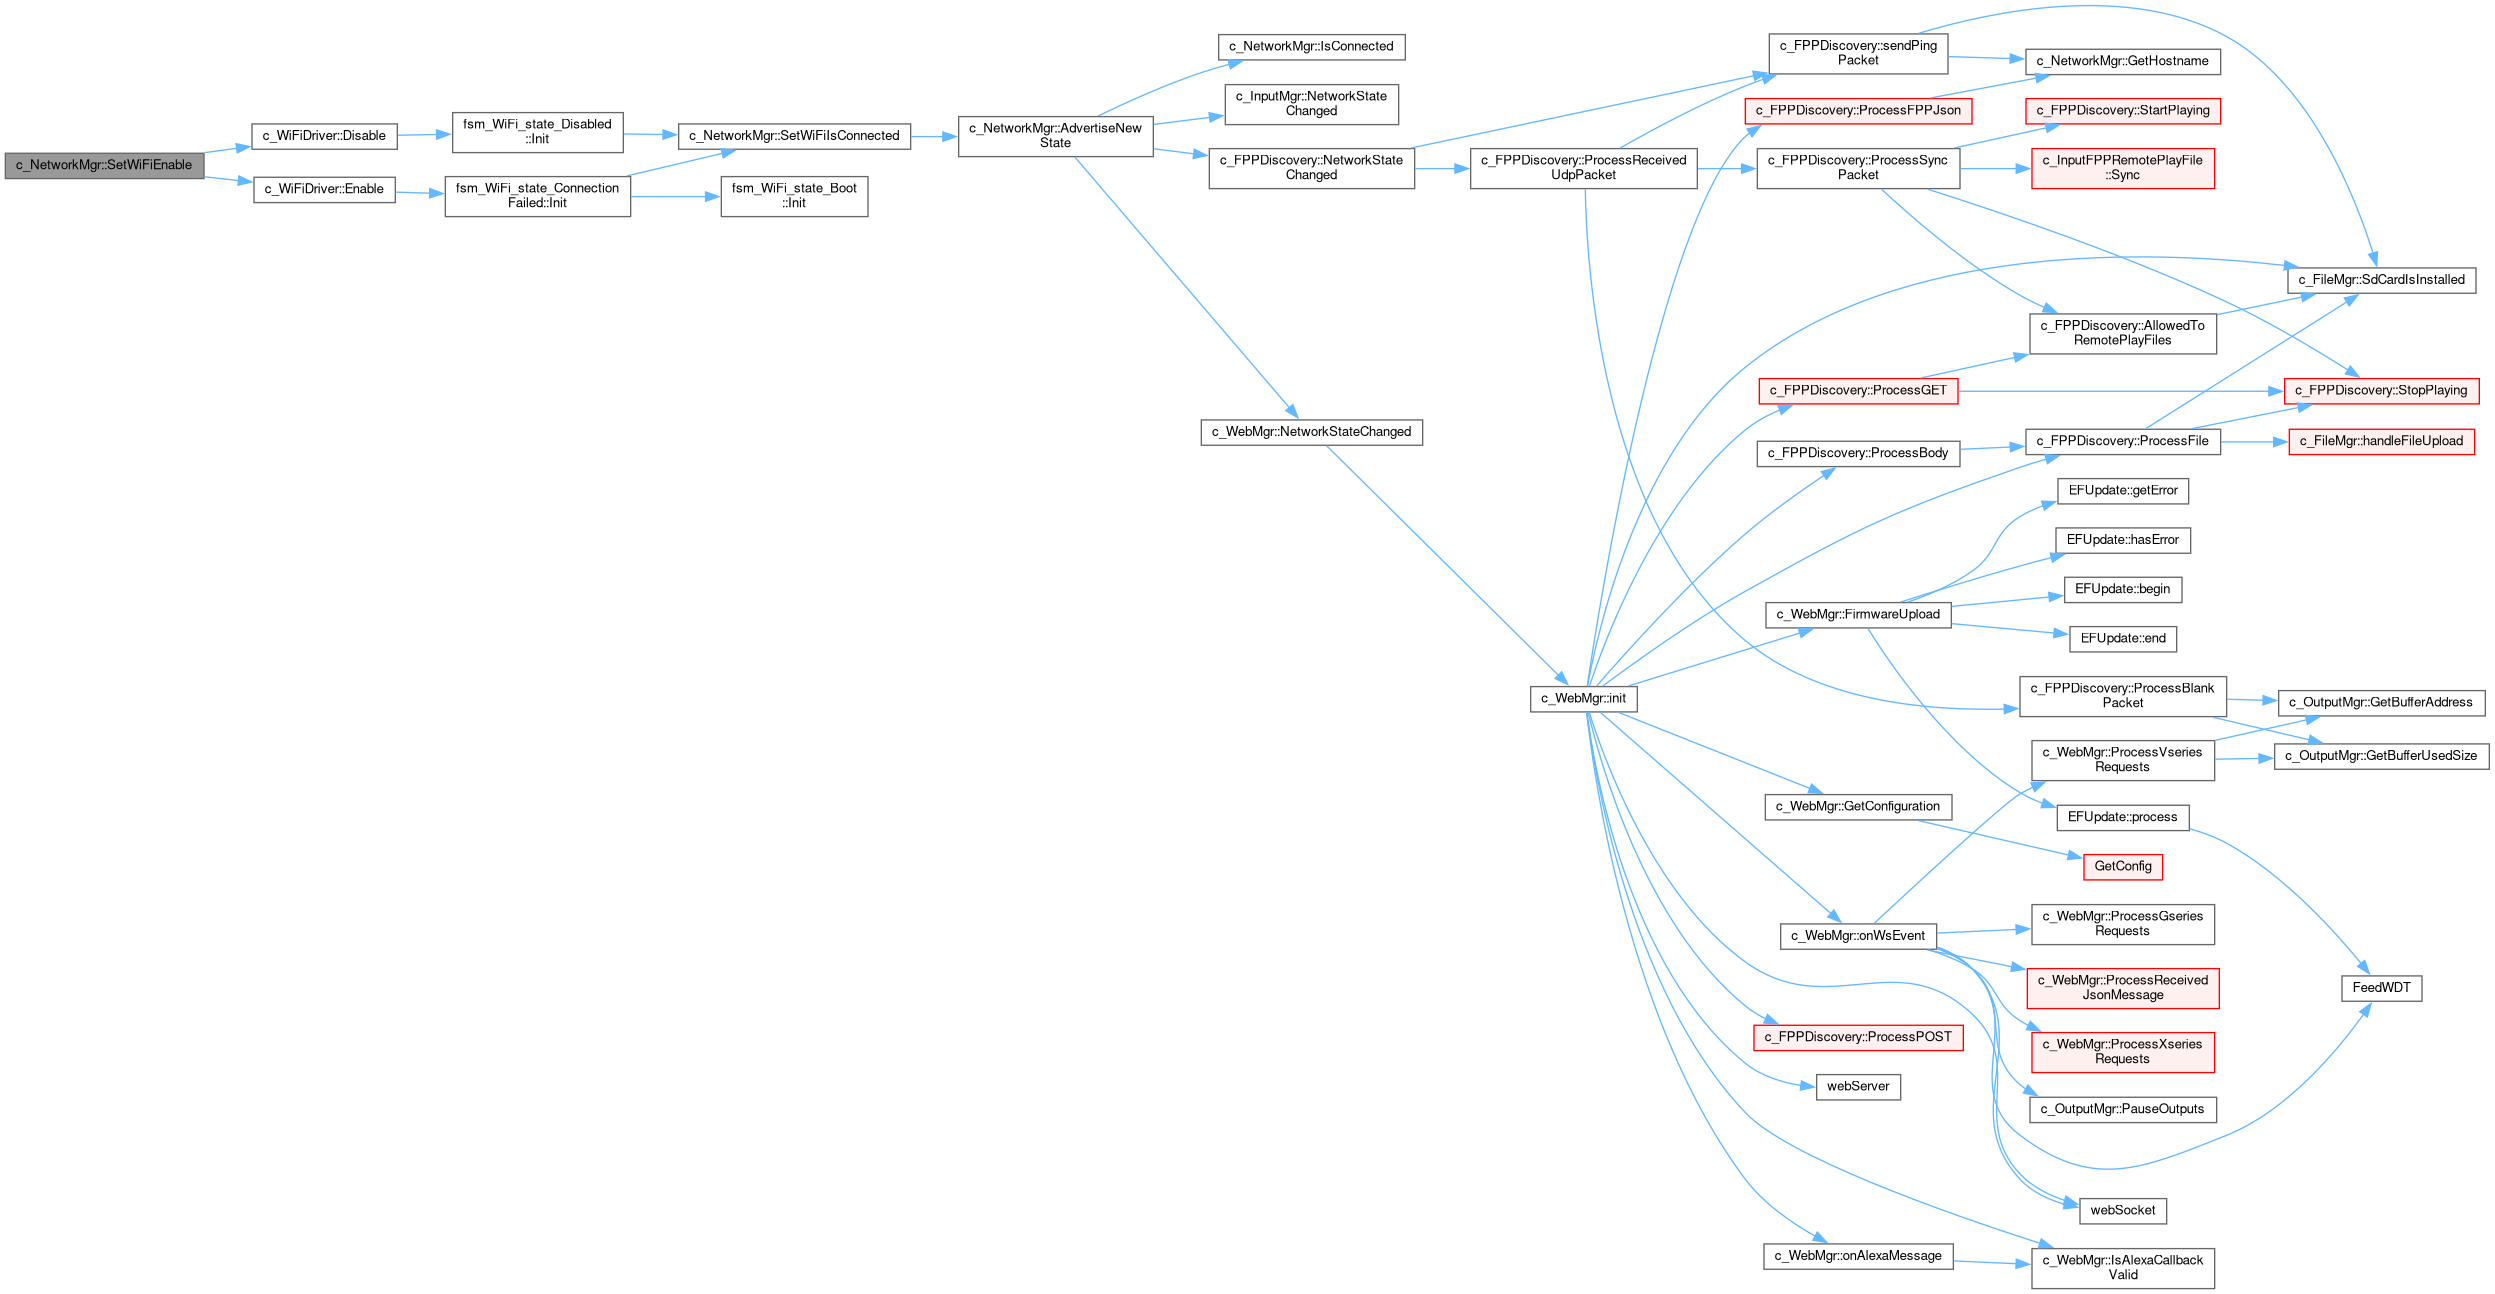 c_NetworkMgr::SetWiFiEnable
c_WiFiDriver::Disable
c_WiFiDriver::Enable
fsm_WiFi_state_Disabled
::Init
fsm_WiFi_state_Connection
Failed::Init
c_NetworkMgr::SetWiFiIsConnected
fsm_WiFi_state_Boot
::Init
c_NetworkMgr::AdvertiseNew
State
c_NetworkMgr::IsConnected
c_InputMgr::NetworkState
Changed
c_FPPDiscovery::NetworkState
Changed
c_WebMgr::NetworkStateChanged
c_FPPDiscovery::ProcessReceived
UdpPacket
c_WebMgr::init
c_FPPDiscovery::sendPing
Packet
c_FPPDiscovery::ProcessFPPJson
c_FPPDiscovery::ProcessSync
Packet
c_FPPDiscovery::ProcessGET
c_FPPDiscovery::ProcessBody
c_WebMgr::FirmwareUpload
c_WebMgr::GetConfiguration
c_WebMgr::onWsEvent
c_FPPDiscovery::ProcessPOST
webServer
c_WebMgr::onAlexaMessage
c_NetworkMgr::GetHostname
c_FPPDiscovery::StartPlaying
c_InputFPPRemotePlayFile
::Sync
c_FPPDiscovery::AllowedTo
RemotePlayFiles
c_FPPDiscovery::ProcessFile
EFUpdate::getError
EFUpdate::hasError
EFUpdate::begin
EFUpdate::end
c_FPPDiscovery::ProcessBlank
Packet
c_WebMgr::ProcessVseries
Requests
EFUpdate::process
GetConfig
c_WebMgr::ProcessGseries
Requests
c_WebMgr::ProcessReceived
JsonMessage
c_WebMgr::ProcessXseries
Requests
c_OutputMgr::PauseOutputs
webSocket
c_WebMgr::IsAlexaCallback
Valid
c_FileMgr::SdCardIsInstalled
c_FPPDiscovery::StopPlaying
c_FileMgr::handleFileUpload
c_OutputMgr::GetBufferAddress
c_OutputMgr::GetBufferUsedSize
FeedWDT